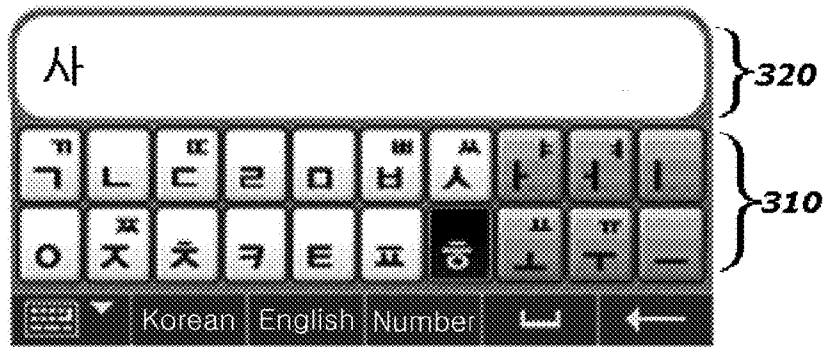 사
320
ㄱ ㄲ ㄴ ㄷ ㄸ ㄹ ㅁ ㅂ ㅃ ㅅ ㅆ ㅏ ㅑ ㅓ ㅕ ㅣ
310
ㅇ ㅈ ㅉ ㅊ ㅋ ㅌ ㅍ ㅎ ㅗ ㅛ ㅜ ㅠ ㅡ
Korean English Number